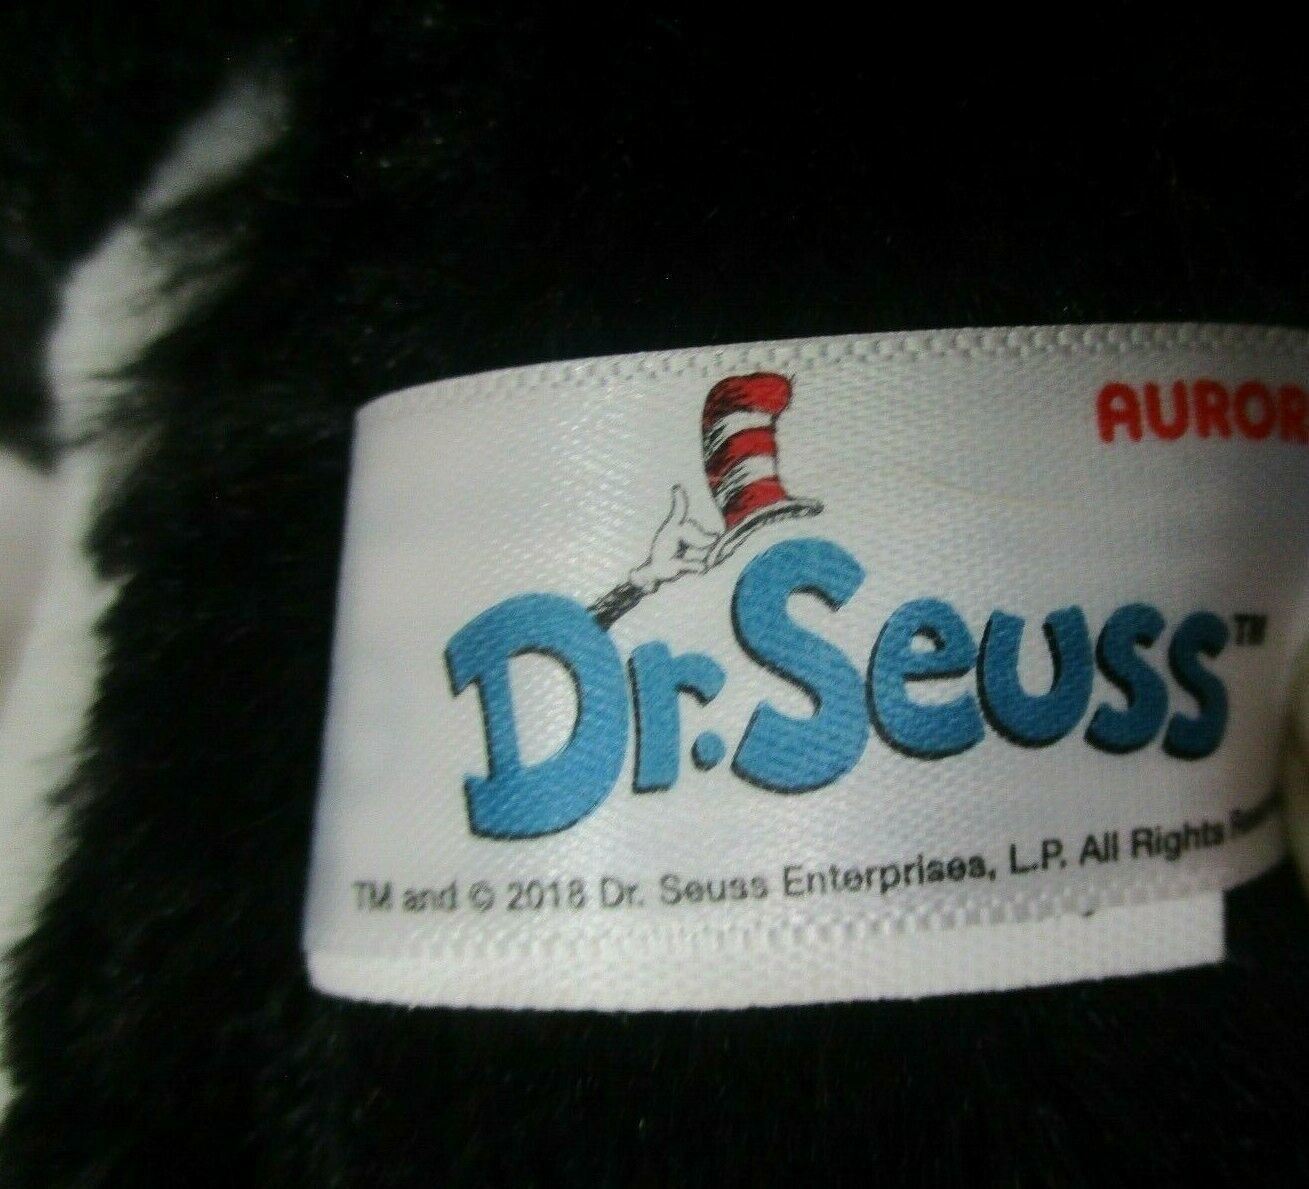 AUROR
Dr. Seuss™
TM and © 2018 Dr. Seuss Enterprises, L.P. All Rights